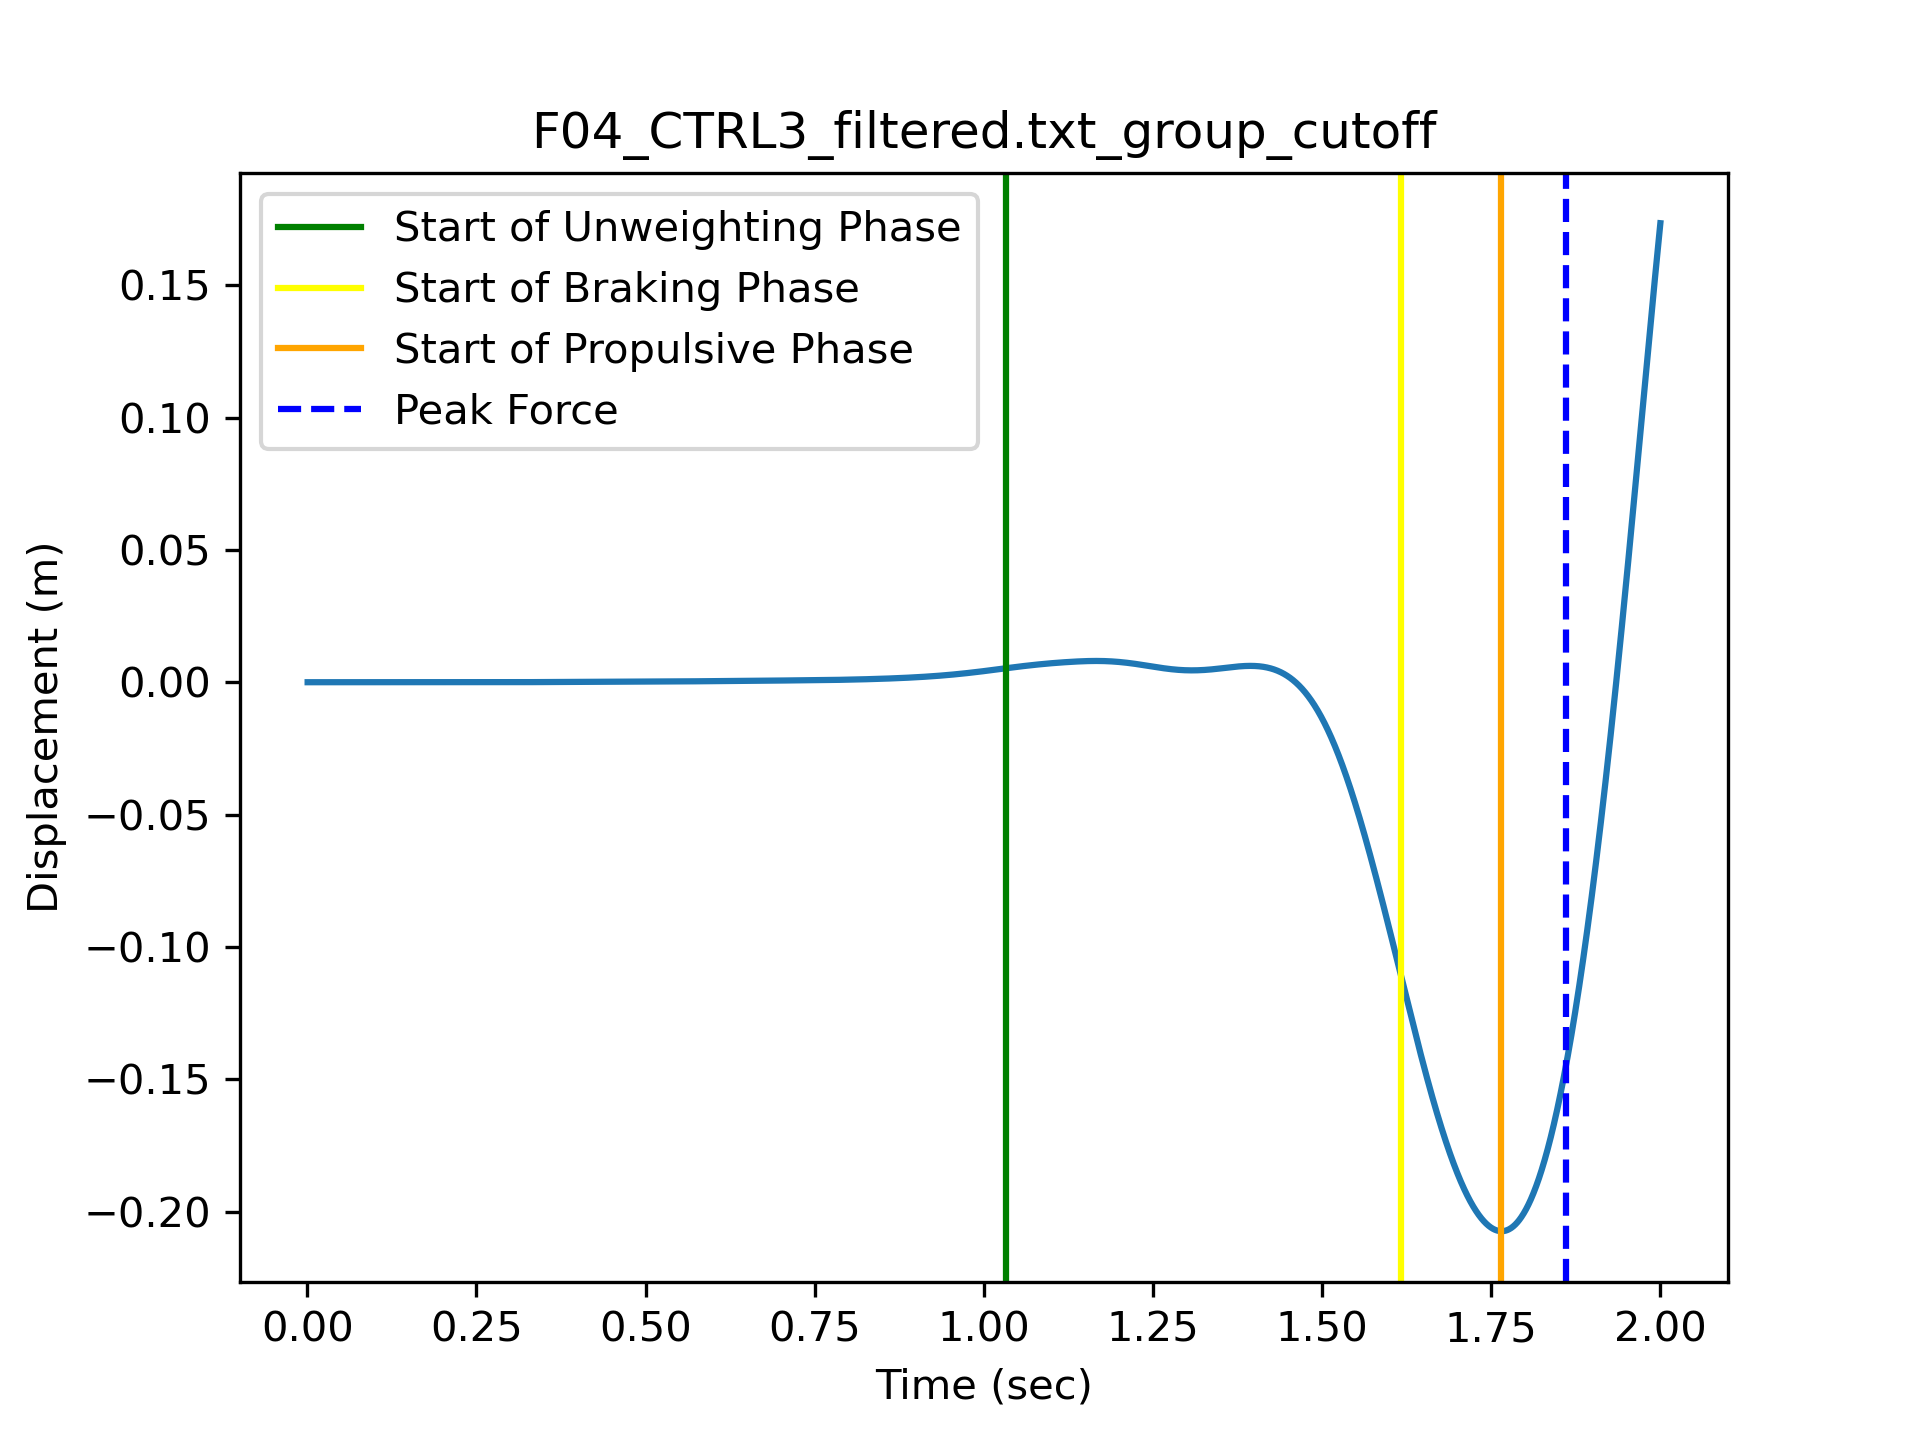 F04_CTRL3_filtered.txt_group_cutoff
Start of Unweighting Phase
Start of Braking Phase
Start of Propulsive Phase
Peak Force
0.15
0.10
0.05
0.00
−0.05
−0.10
−0.15
−0.20
Displacement (m)
0.00 0.25 0.50 0.75 1.00 1.25 1.50 1.75 2.00
Time (sec)